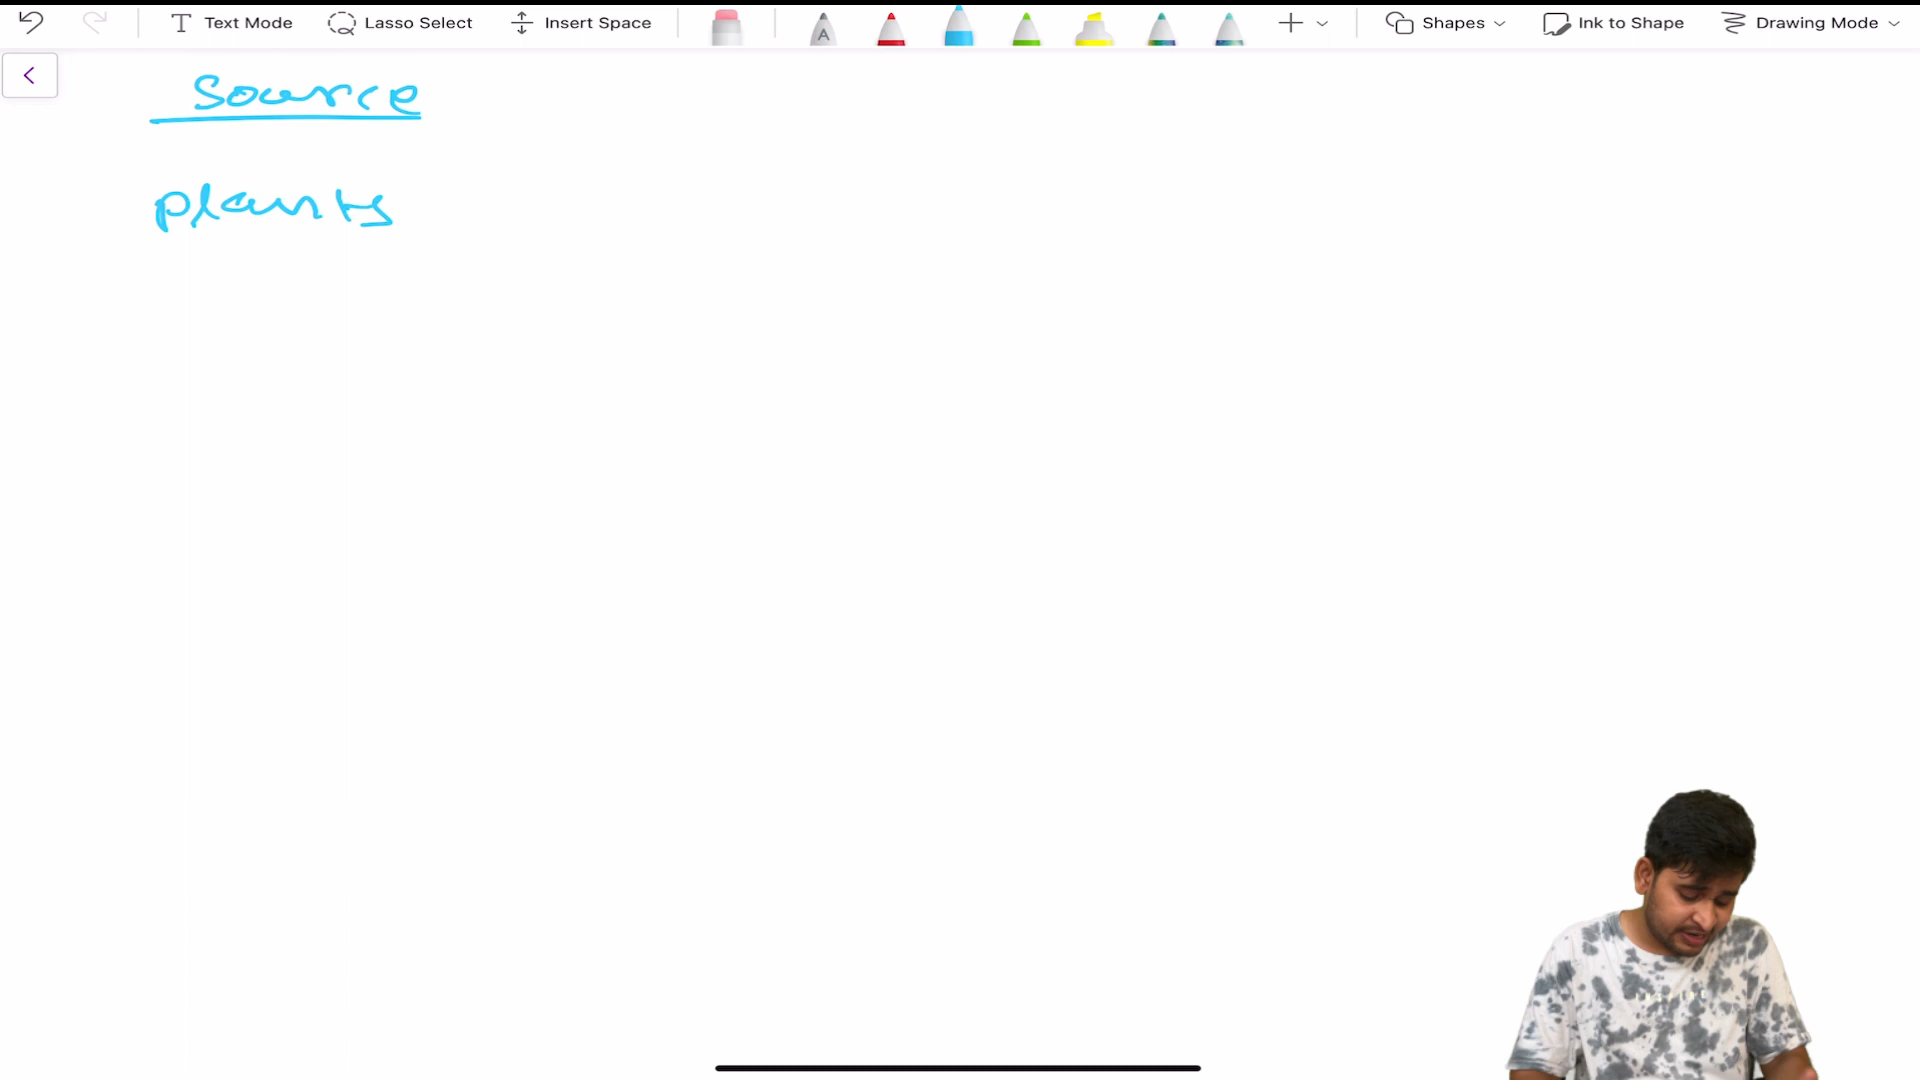 Text Mode Lasso Select Insert Space A Shapes Ink to Shape Drawing Mode
Source
plants